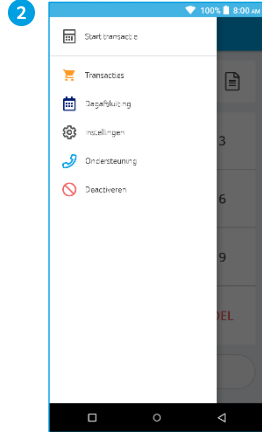 2
100% 8:00 AM
Start transactie
Transacties
Dagafsluiting
3
Instellingen
Ondersteuning
6
Deactiveren
9
DEL